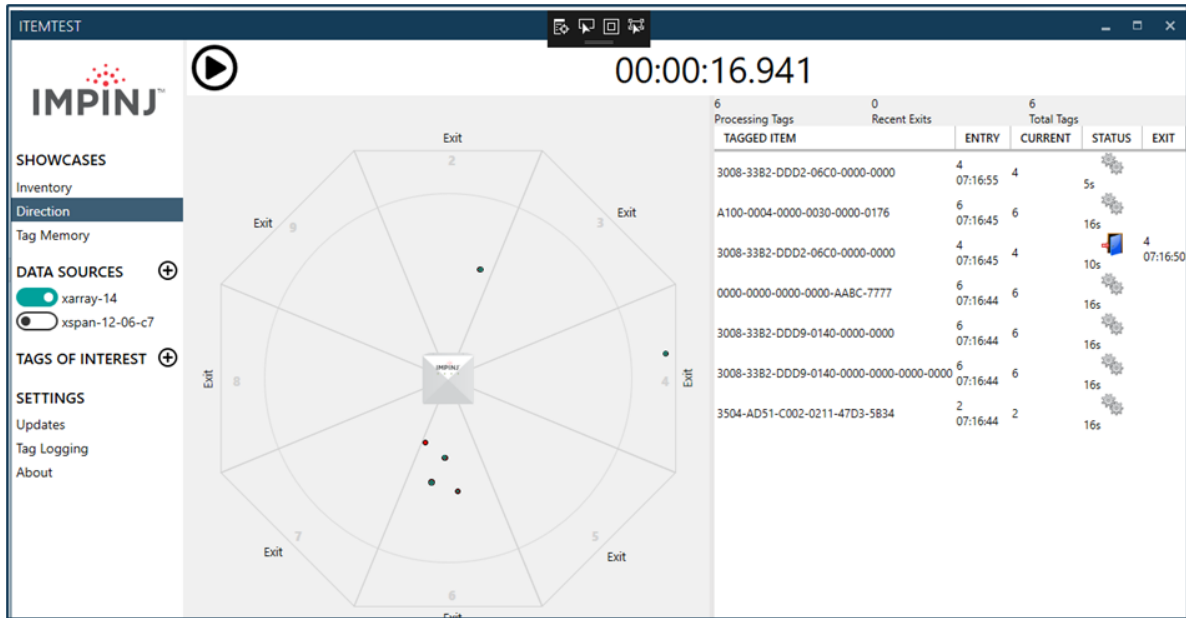 ITEMTEST
IMPINJ™
00:00:16.941
SHOWCASES
Inventory
Direction
Tag Memory
DATA SOURCES
xarray-14
xspan-12-06-c7
TAGS OF INTEREST
SETTINGS
Updates
Tag Logging
About
Exit
2
Exit
3
Exit
9
IMPINJ
Exit
8
Exit
4
Exit
7
Exit
5
6
Exit
6 0 6
Processing Tags Recent Exits Total Tags
TAGGED ITEM ENTRY CURRENT STATUS EXIT
3008-33B2-DDD2-06C0-0000-0000 4 07:16:55 4 5s
A100-0004-0000-0030-0000-0176 6 07:16:45 6 16s
3008-33B2-DDD2-06C0-0000-0000 4 07:16:45 4 10s 4 07:16:50
0000-0000-0000-0000-AABC-7777 6 07:16:44 6 16s
3008-33B2-DDD9-0140-0000-0000 6 07:16:44 6 16s
3008-33B2-DDD9-0140-0000-0000-0000-0000 6 07:16:44 6 16s
3504-AD51-C002-0211-47D3-5B34 2 07:16:44 2 16s